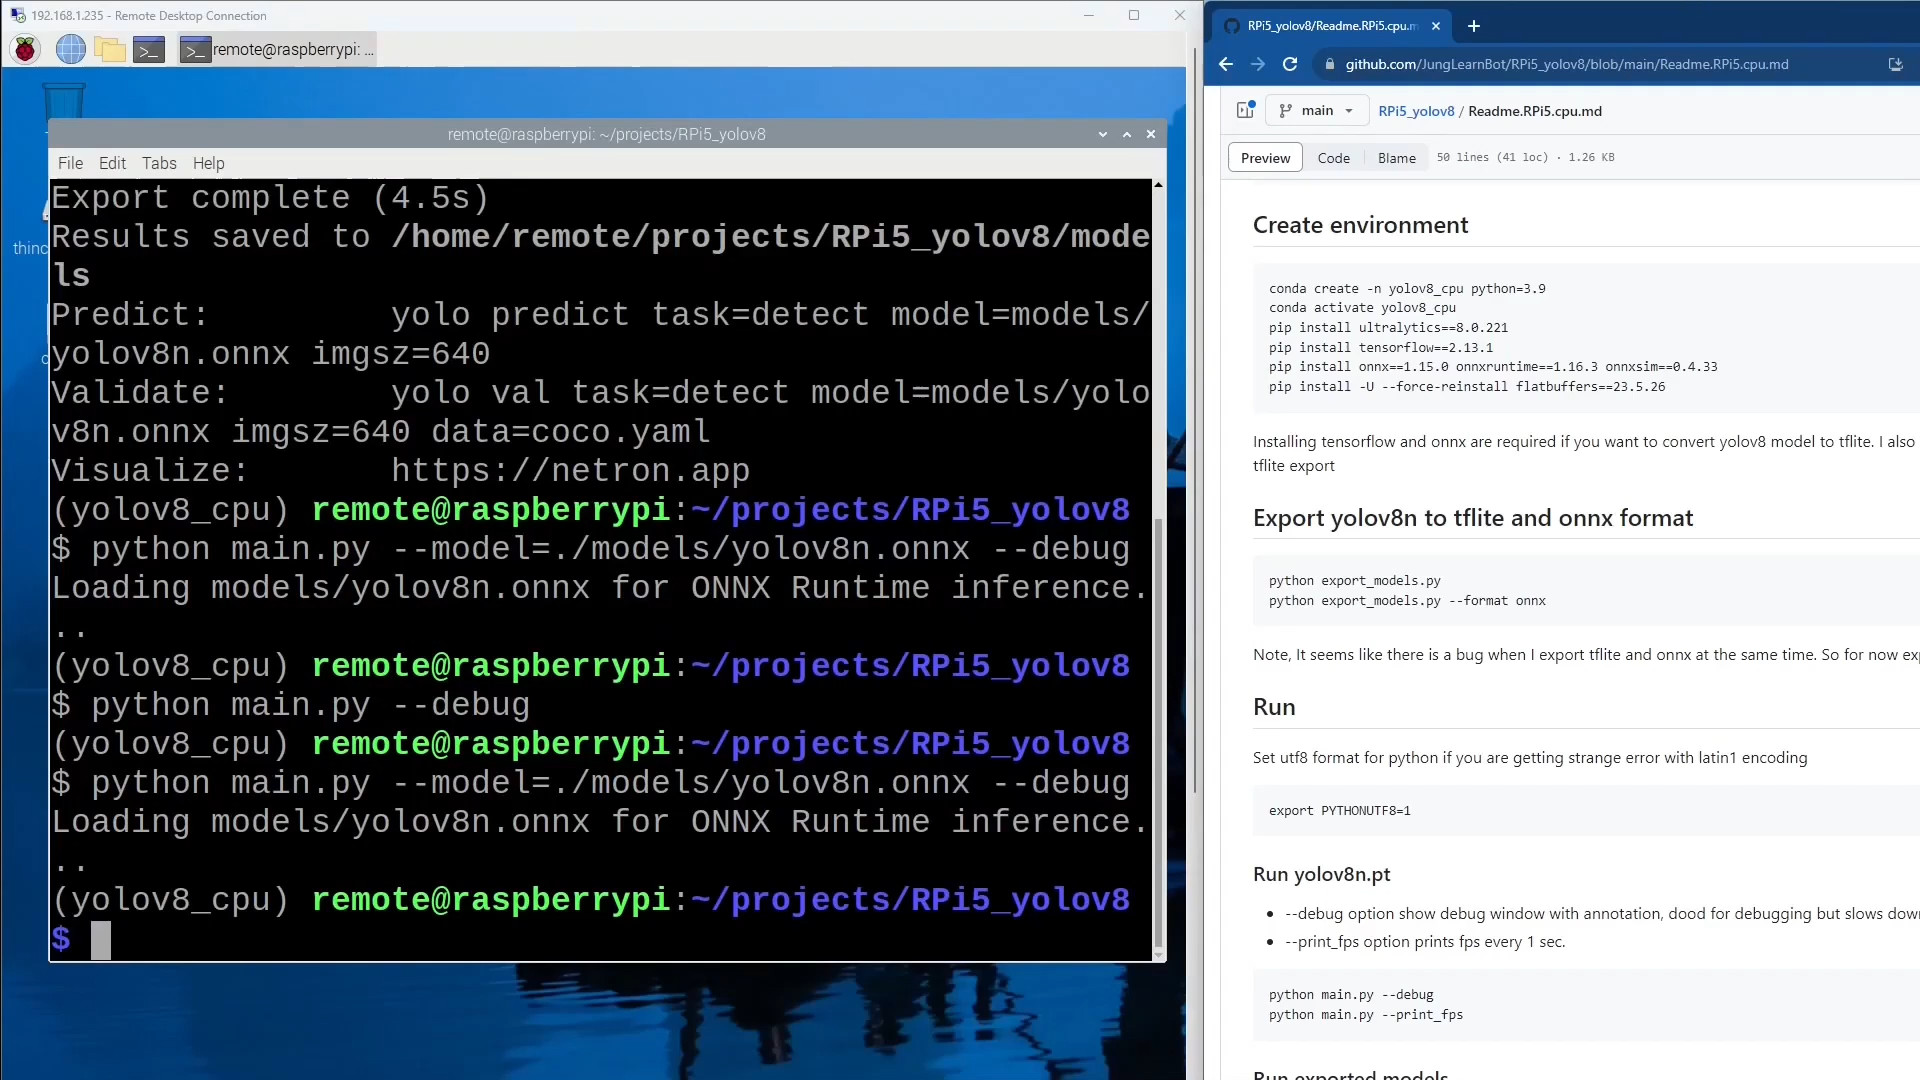 192.168.1.235 - Remote Desktop Connection
remote@raspberrypi: ...
remote@raspberrypi: ~/projects/RPi5_yolov8
File Edit Tabs Help
Export complete (4.5s)
Results saved to /home/remote/projects/RPi5_yolov8/mode
ls
Predict: yolo predict task=detect model=models/
yolov8n.onnx imgsz=640
Validate: yolo val task=detect model=models/yolo
v8n.onnx imgsz=640 data=coco.yaml
Visualize: https://netron.app
(yolov8_cpu) remote@raspberrypi:~/projects/RPi5_yolov8
$ python main.py --model=./models/yolov8n.onnx --debug
Loading models/yolov8n.onnx for ONNX Runtime inference.
..
(yolov8_cpu) remote@raspberrypi:~/projects/RPi5_yolov8
$ python main.py --debug
(yolov8_cpu) remote@raspberrypi:~/projects/RPi5_yolov8
$ python main.py --model=./models/yolov8n.onnx --debug
Loading models/yolov8n.onnx for ONNX Runtime inference.
..
(yolov8_cpu) remote@raspberrypi:~/projects/RPi5_yolov8
$
thinc
RPi5_yolov8/Readme.RPi5.cpu.m
github.com/JungLearnBot/RPi5_yolov8/blob/main/Readme.RPi5.cpu.md
main RPi5_yolov8 / Readme.RPi5.cpu.md
Preview Code Blame 50 lines (41 loc) · 1.26 KB
Create environment
conda create -n yolov8_cpu python=3.9
conda activate yolov8_cpu
pip install ultralytics==8.0.221
pip install tensorflow==2.13.1
pip install onnx==1.15.0 onnxruntime==1.16.3 onnxsim==0.4.33
pip install -U --force-reinstall flatbuffers==23.5.26
Installing tensorflow and onnx are required if you want to convert yolov8 model to tflite. I also
tflite export
Export yolov8n to tflite and onnx format
python export_models.py
python export_models.py --format onnx
Note, It seems like there is a bug when I export tflite and onnx at the same time. So for now exp
Run
Set utf8 format for python if you are getting strange error with latin1 encoding
export PYTHONUTF8=1
Run yolov8n.pt
--debug option show debug window with annotation, dood for debugging but slows down
--print_fps option prints fps every 1 sec.
python main.py --debug
python main.py --print_fps
Run exported models